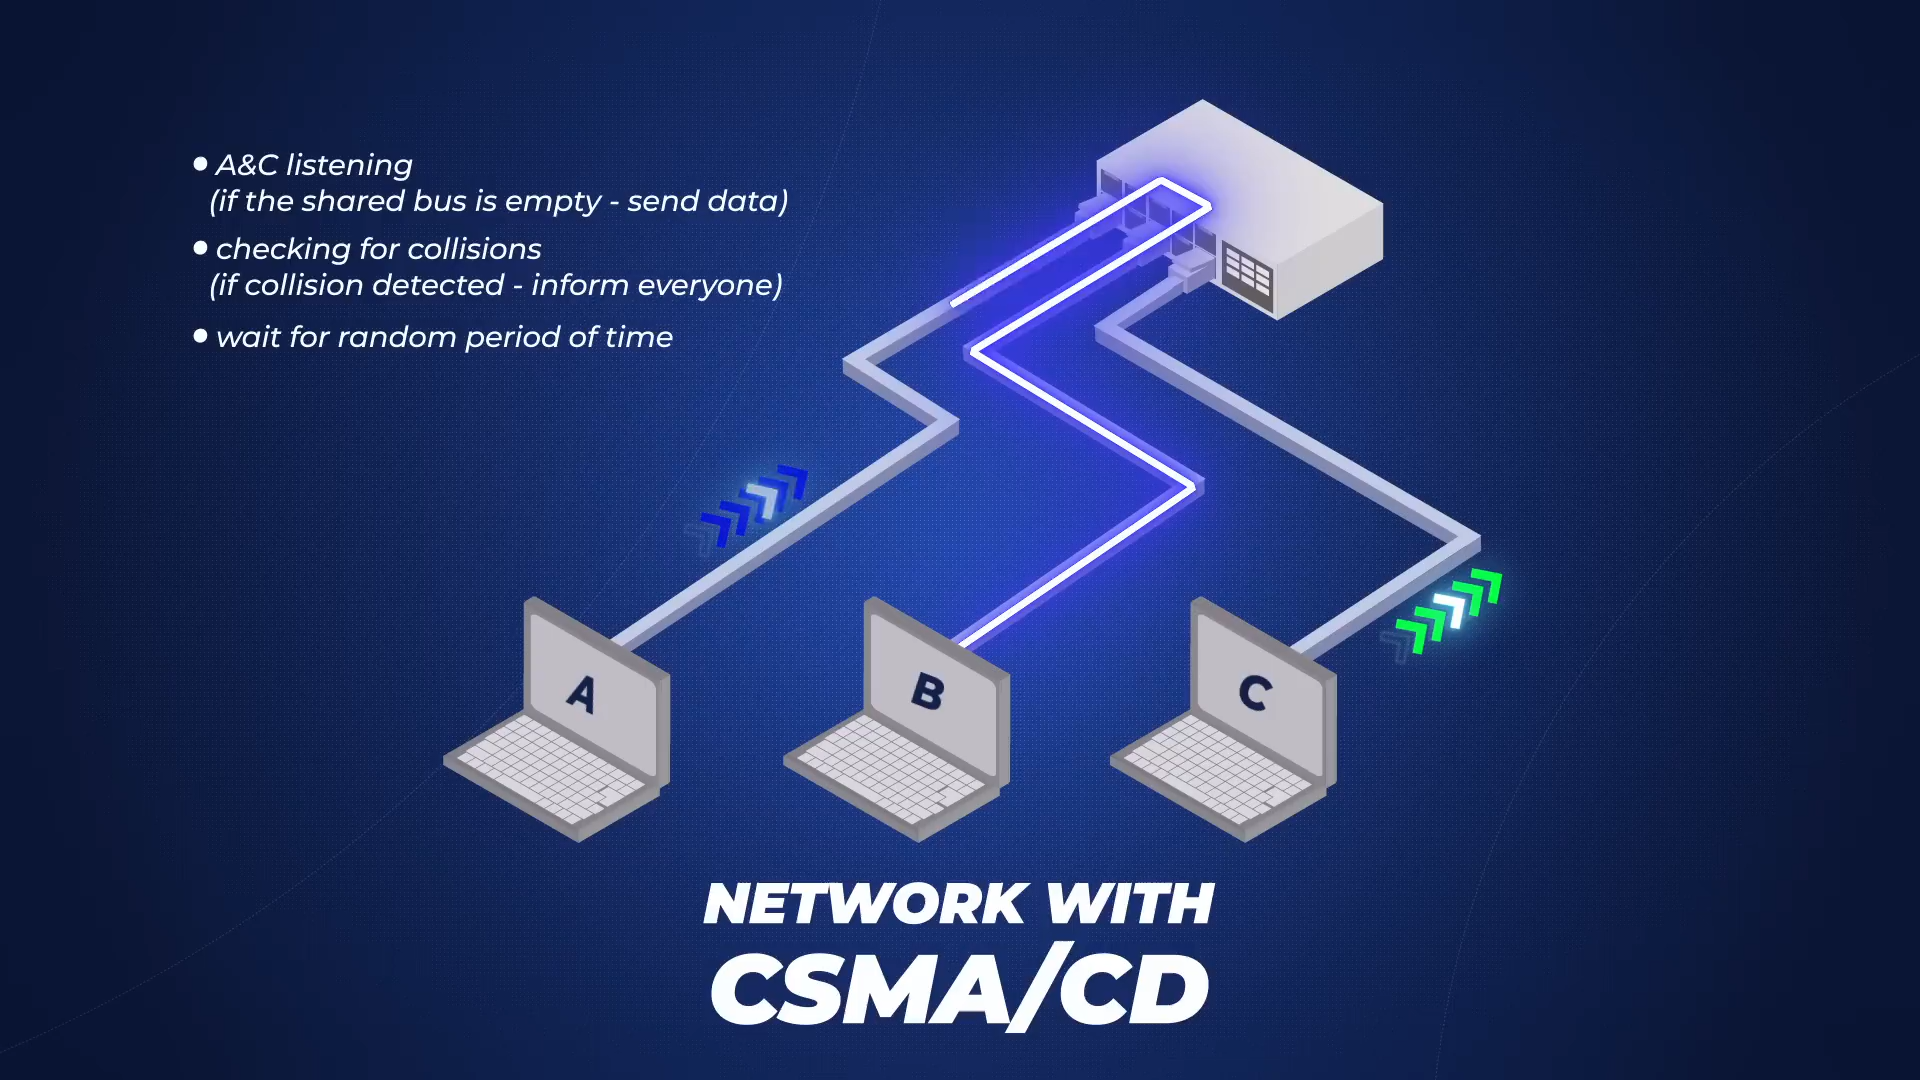 • A&C listening
(if the shared bus is empty - send data)
• checking for collisions
(if collision detected - inform everyone)
• wait for random period of time
A
B
C
NETWORK WITH
CSMA/CD